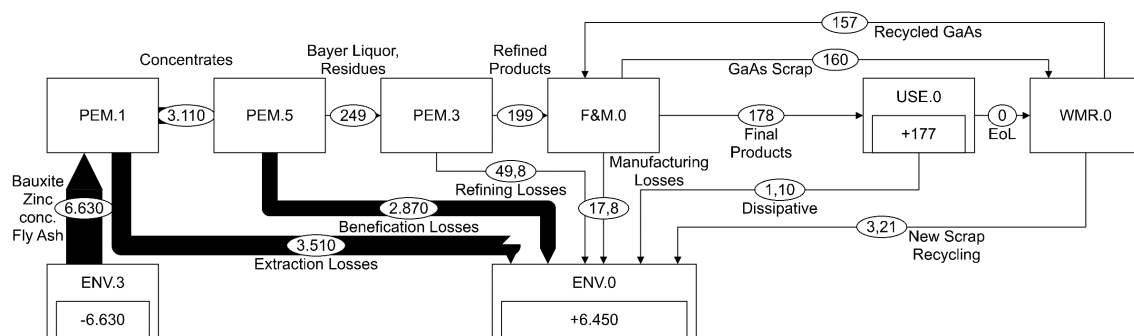 157
Recycled GaAs
Concentrates
Bayer Liquor,
Residues
Refined
Products
160
GaAs Scrap
PEM.1
3.110
PEM.5
249
PEM.3
199
F&M.0
178
Final
Products
USE.0
+177
0
EoL
WMR.0
Bauxite
Zinc
conc.
Fly Ash
6.630
49,8
Refining Losses
Manufacturing
Losses
17,8
1,10
Dissipative
2.870
Benefication Losses
3.510
Extraction Losses
3,21
New Scrap
Recycling
ENV.3
-6.630
ENV.0
+6.450